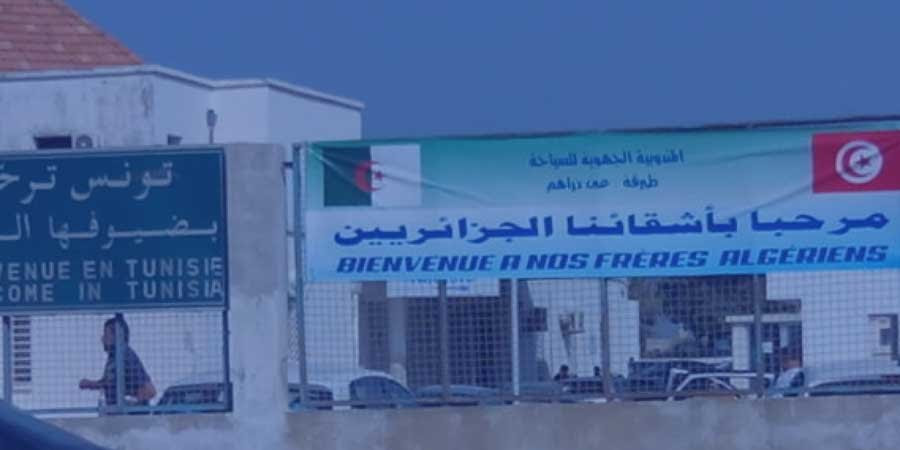 تونس ترحب
بضيوفها
VENUE EN TUNISIE
COME IN TUNISIA
المندوبية الجهوية للسياحة
طبرقة . عين دراهم
مرحبا بأشقائنا الجزائريين
BIENVENUE A NOS FRÈRES ALGÉRIENS